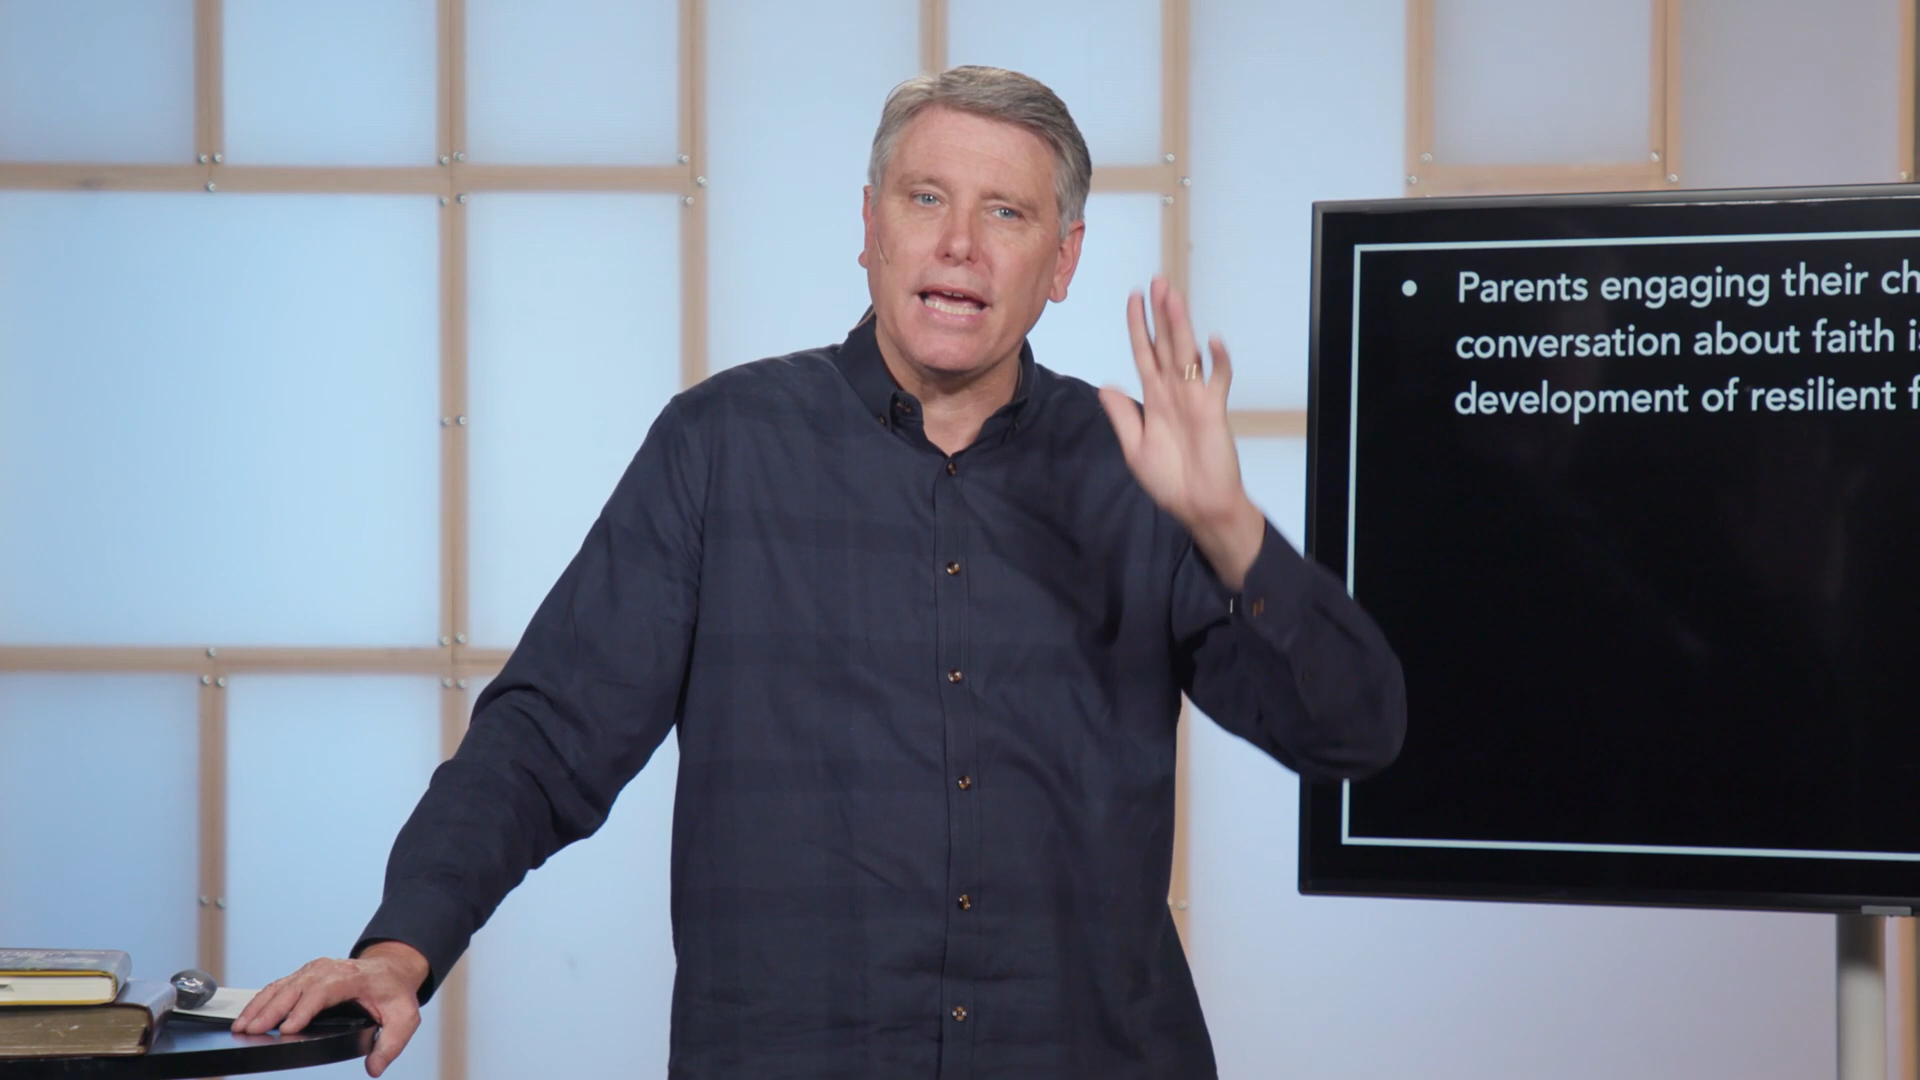 • Parents engaging their ch
conversation about faith i
development of resilient f